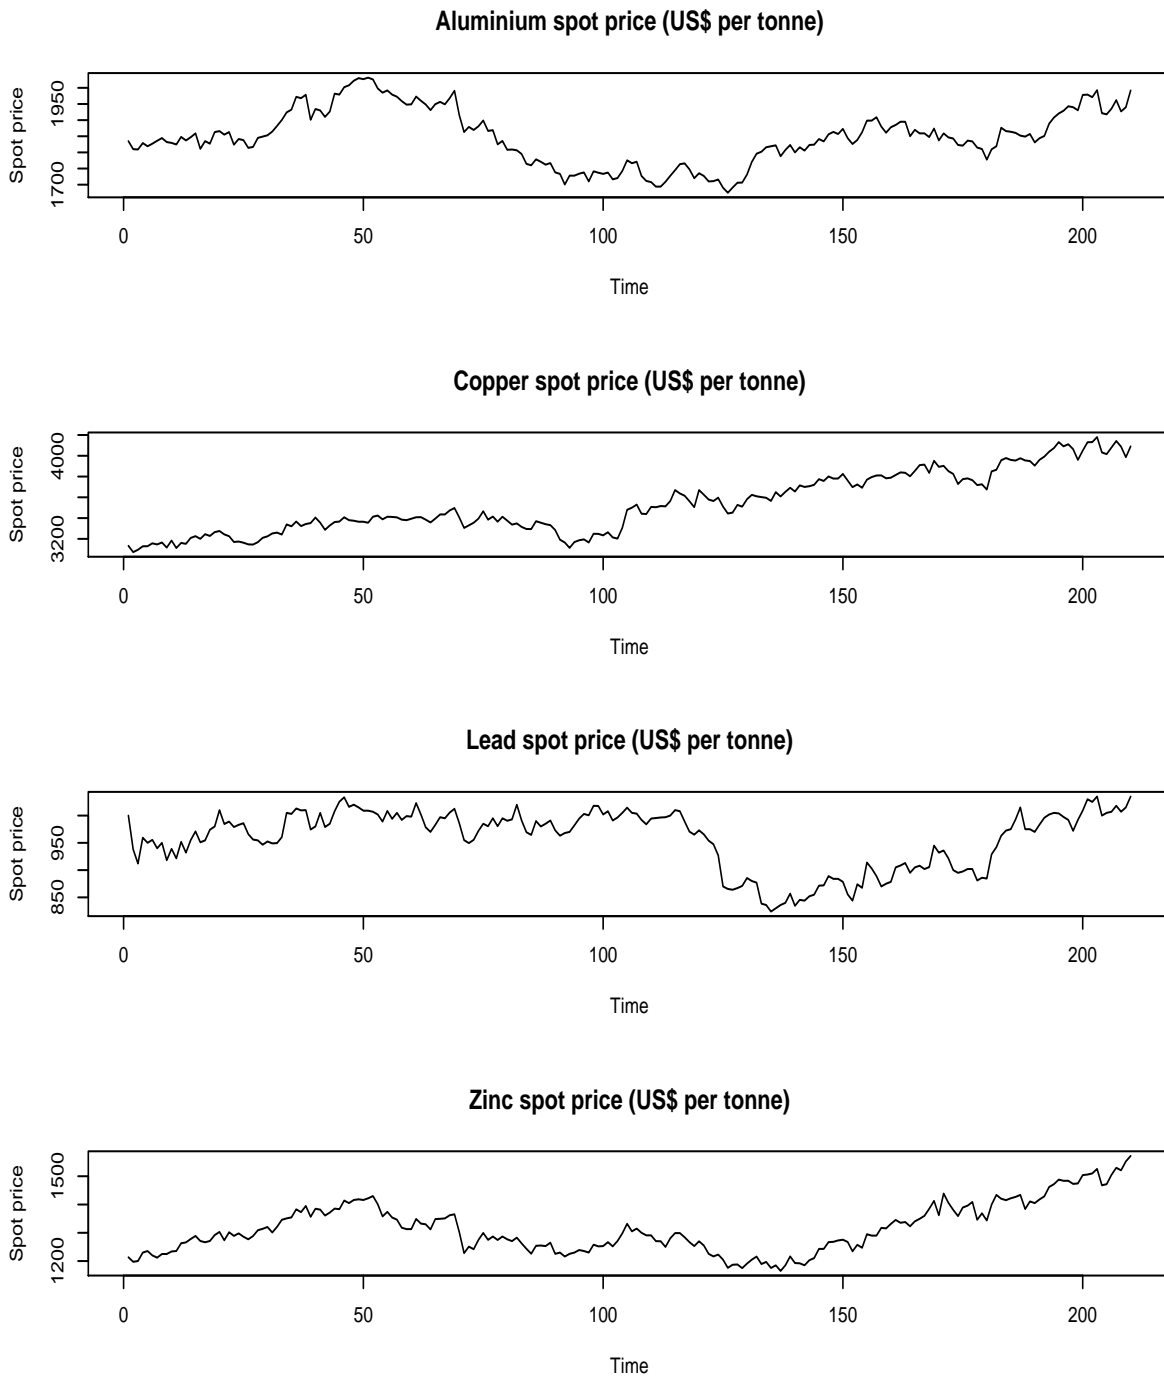 Aluminium spot price (US$ per tonne)
Spot price
1950
1700
0 50 100 150 200
Time
Copper spot price (US$ per tonne)
Spot price
4000
3200
0 50 100 150 200
Time
Lead spot price (US$ per tonne)
Spot price
950
850
0 50 100 150 200
Time
Zinc spot price (US$ per tonne)
Spot price
1500
1200
0 50 100 150 200
Time